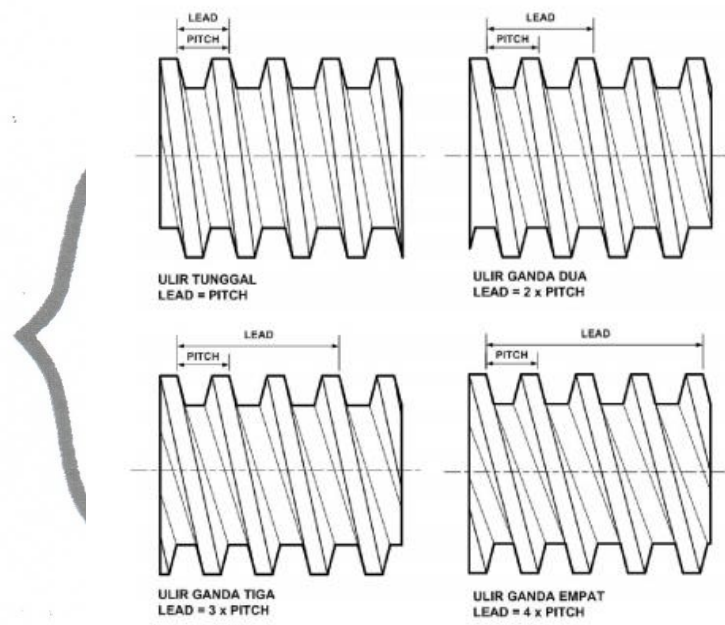 LEAD
PITCH
ULIR TUNGGAL
LEAD = PITCH
LEAD
PITCH
ULIR GANDA DUA
LEAD = 2 x PITCH
LEAD
PITCH
ULIR GANDA TIGA
LEAD = 3 x PITCH
LEAD
PITCH
ULIR GANDA EMPAT
LEAD = 4 x PITCH